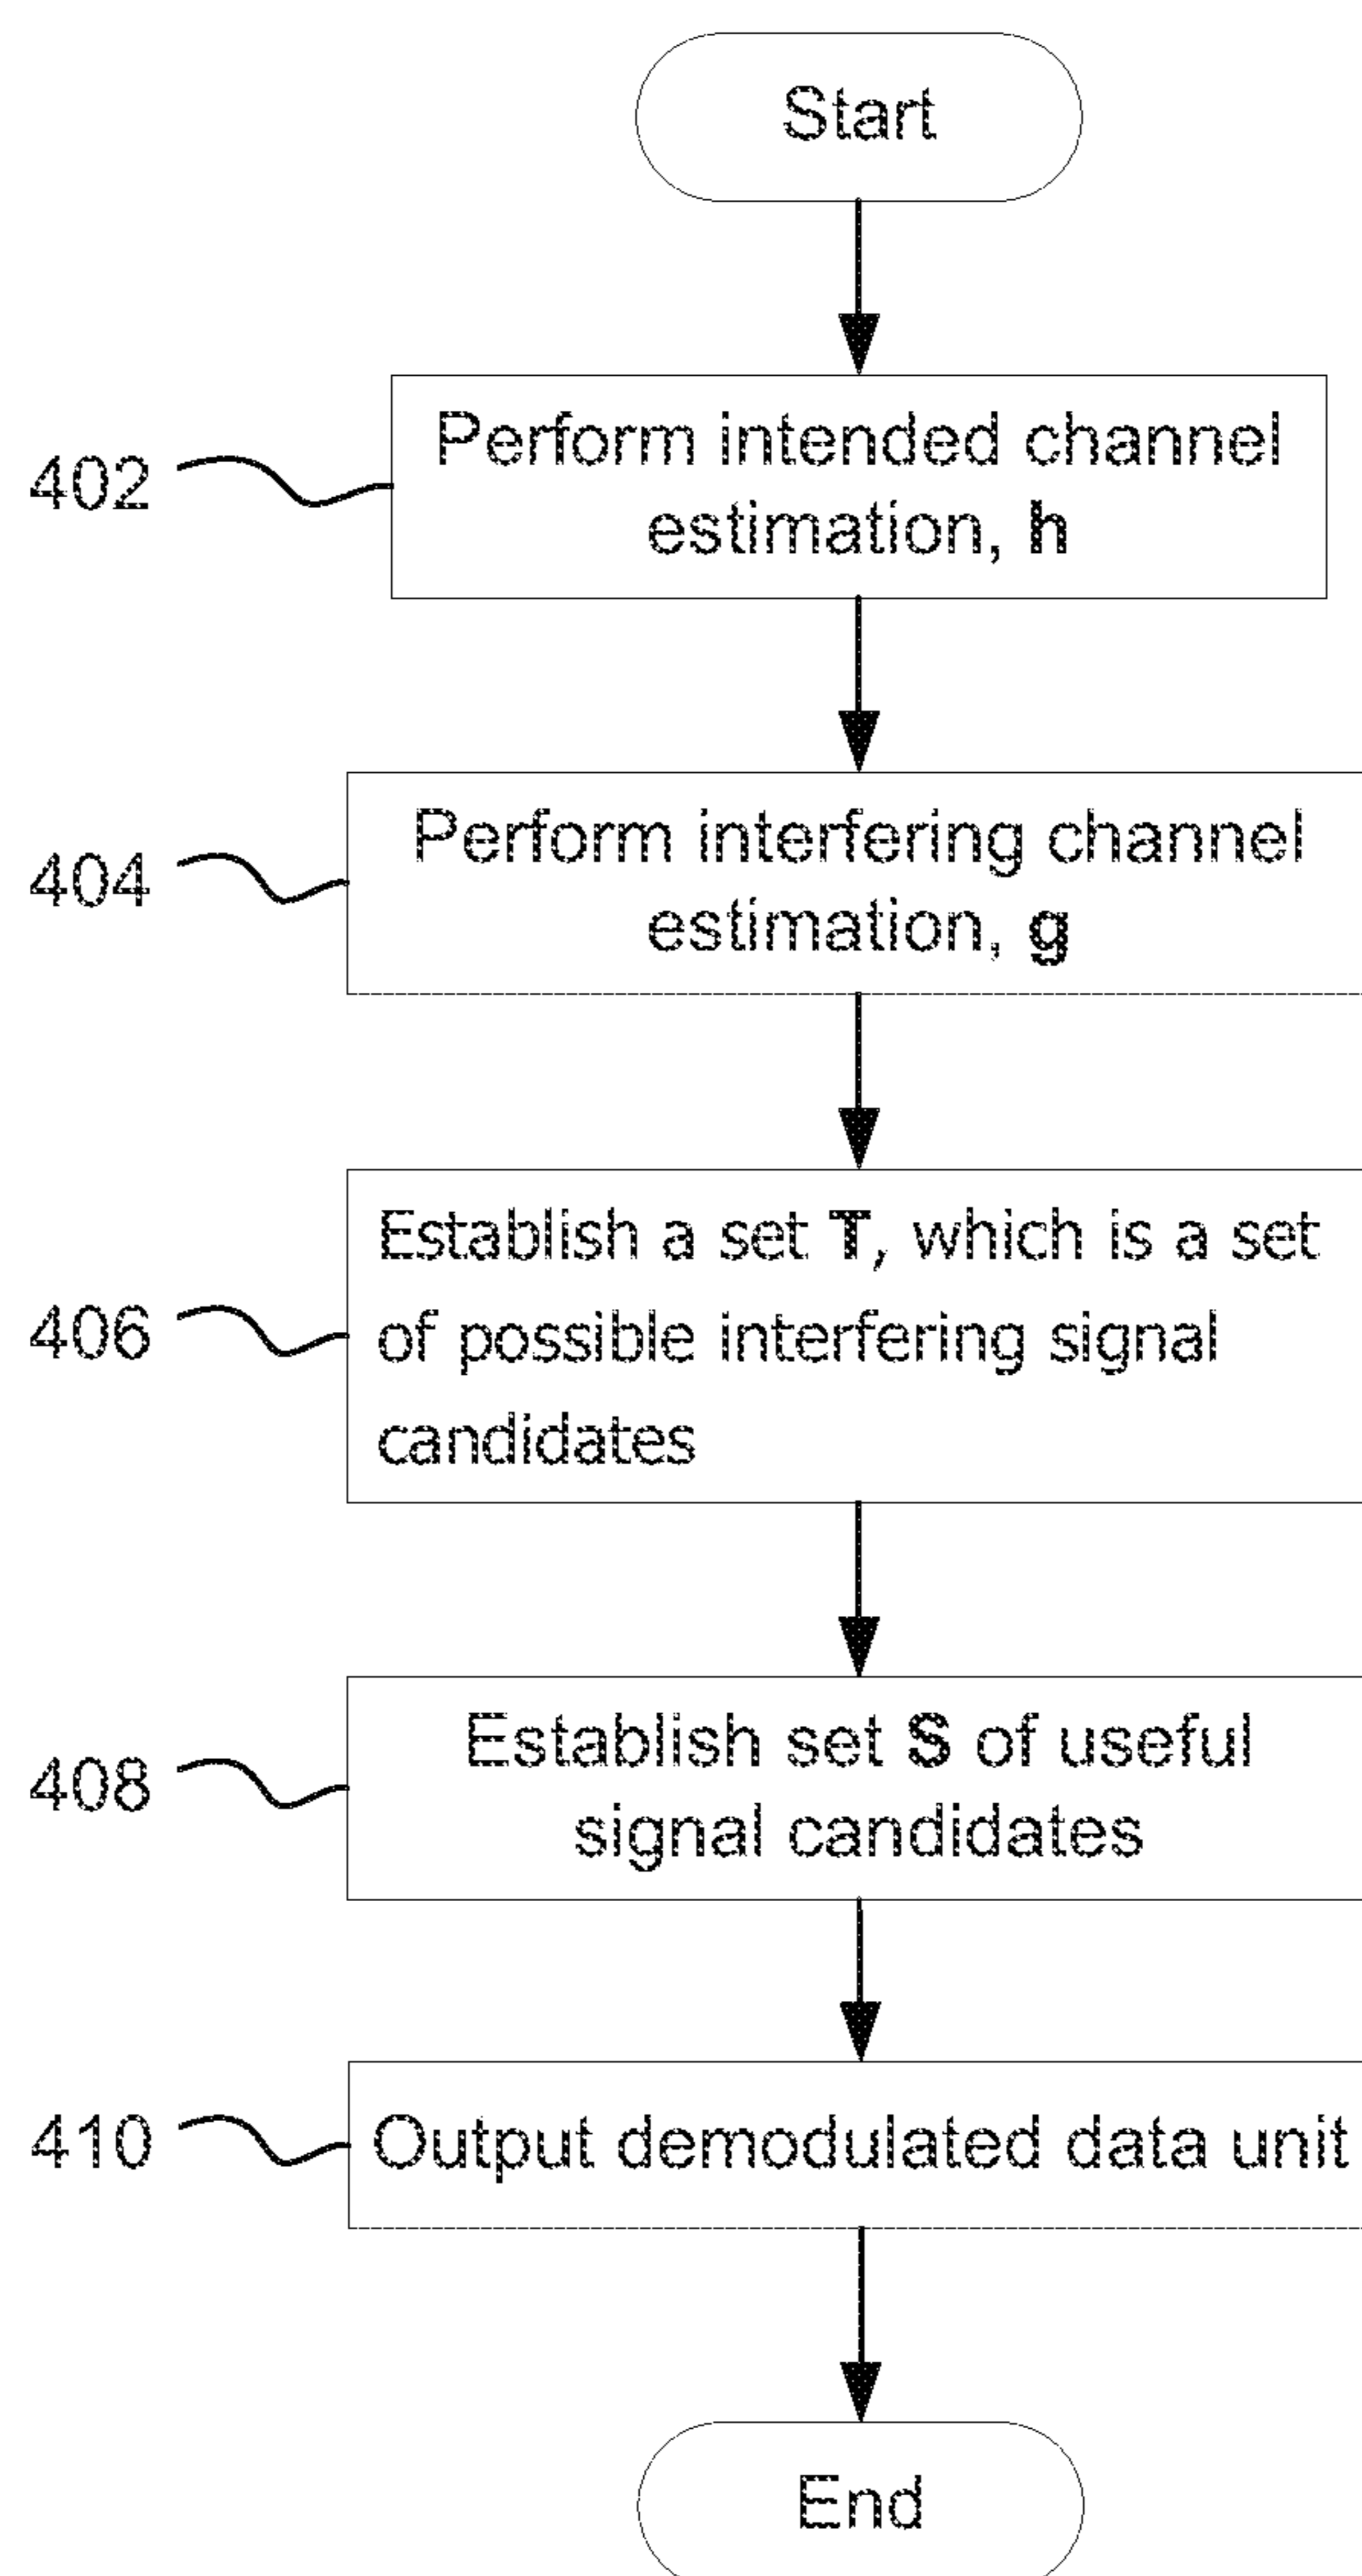 Start
402
Perform intended channel
estimation, h
404
Perform interfering channel
estimation, g
406
Establish a set T, which is a set
of possible interfering signal
candidates
408
Establish set S of useful
signal candidates
410
Output demodulated data unit
End